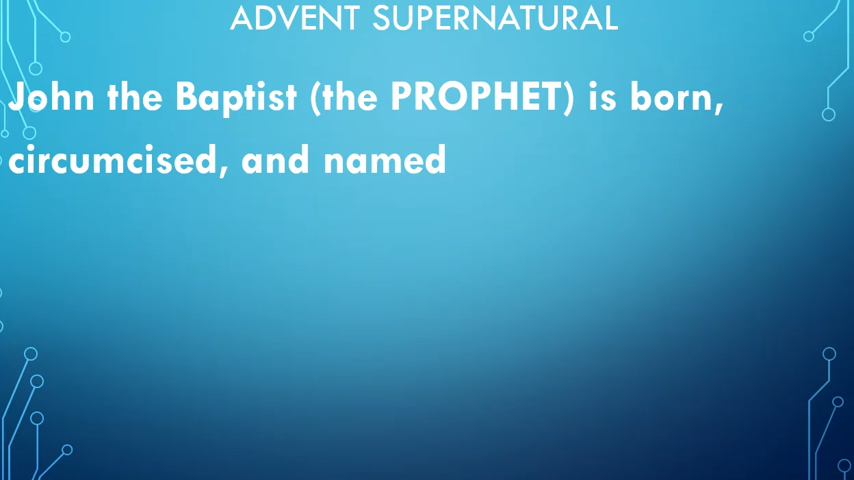 ADVENT SUPERNATURAL
John the Baptist (the PROPHET) is born,
circumcised, and named